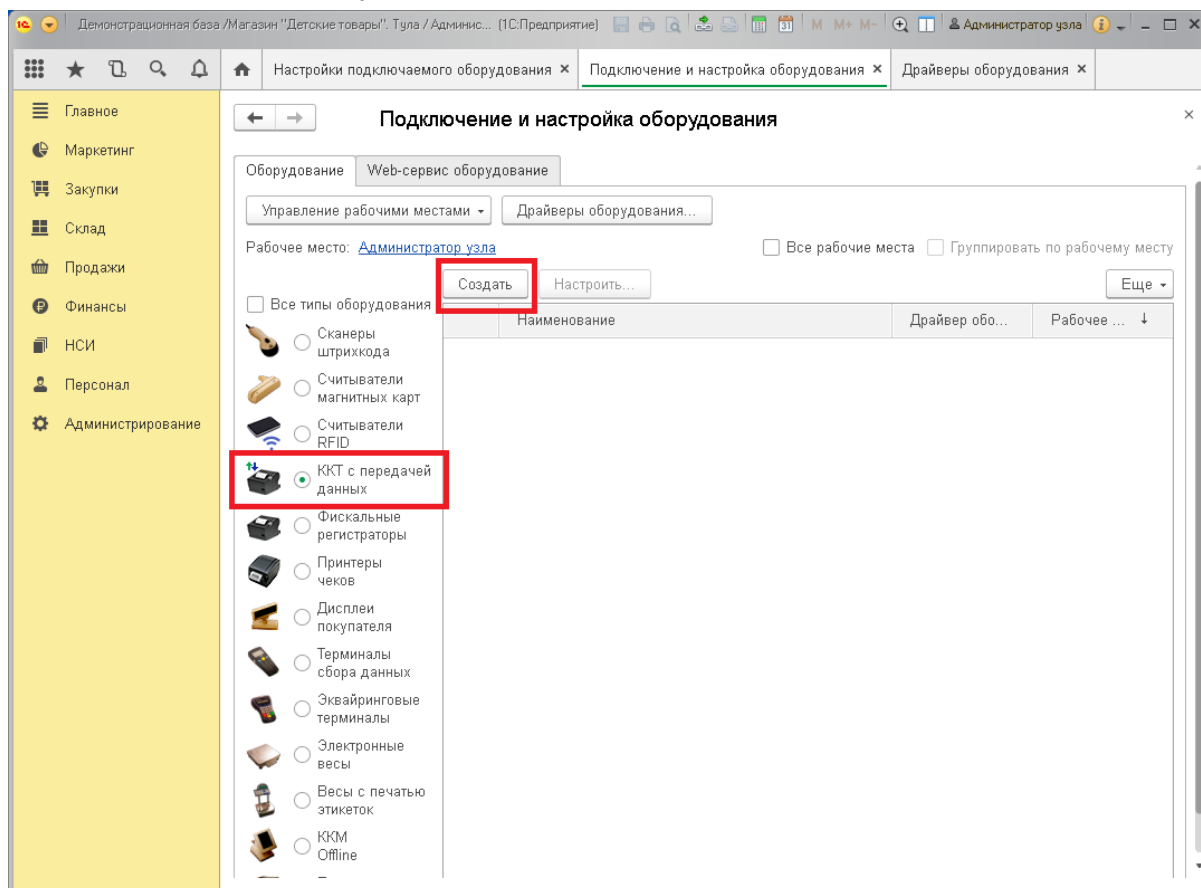 Демонстрационная база /Магазин "Детские товары". Тула / Админис... (1С:Предприятие) M M+ M- Администратор узла
Настройки подключаемого оборудования × Подключение и настройка оборудования × Драйверы оборудования ×
Главное
Маркетинг
Закупки
Склад
Продажи
Финансы
НСИ
Персонал
Администрирование
Подключение и настройка оборудования
Оборудование Web-сервис оборудование
Управление рабочими местами Драйверы оборудования...
Рабочее место: Администратор узла Все рабочие места Группировать по рабочему месту
Создать Настроить... Еще
Все типы оборудования
Наименование Драйвер обо... Рабочее ... ↓
Сканеры
штрихкода
Считыватели
магнитных карт
Считыватели
RFID
ККТ с передачей
данных
Фискальные
регистраторы
Принтеры
чеков
Дисплеи
покупателя
Терминалы
сбора данных
Эквайринговые
терминалы
Электронные
весы
Весы с печатью
этикеток
ККМ
Offline